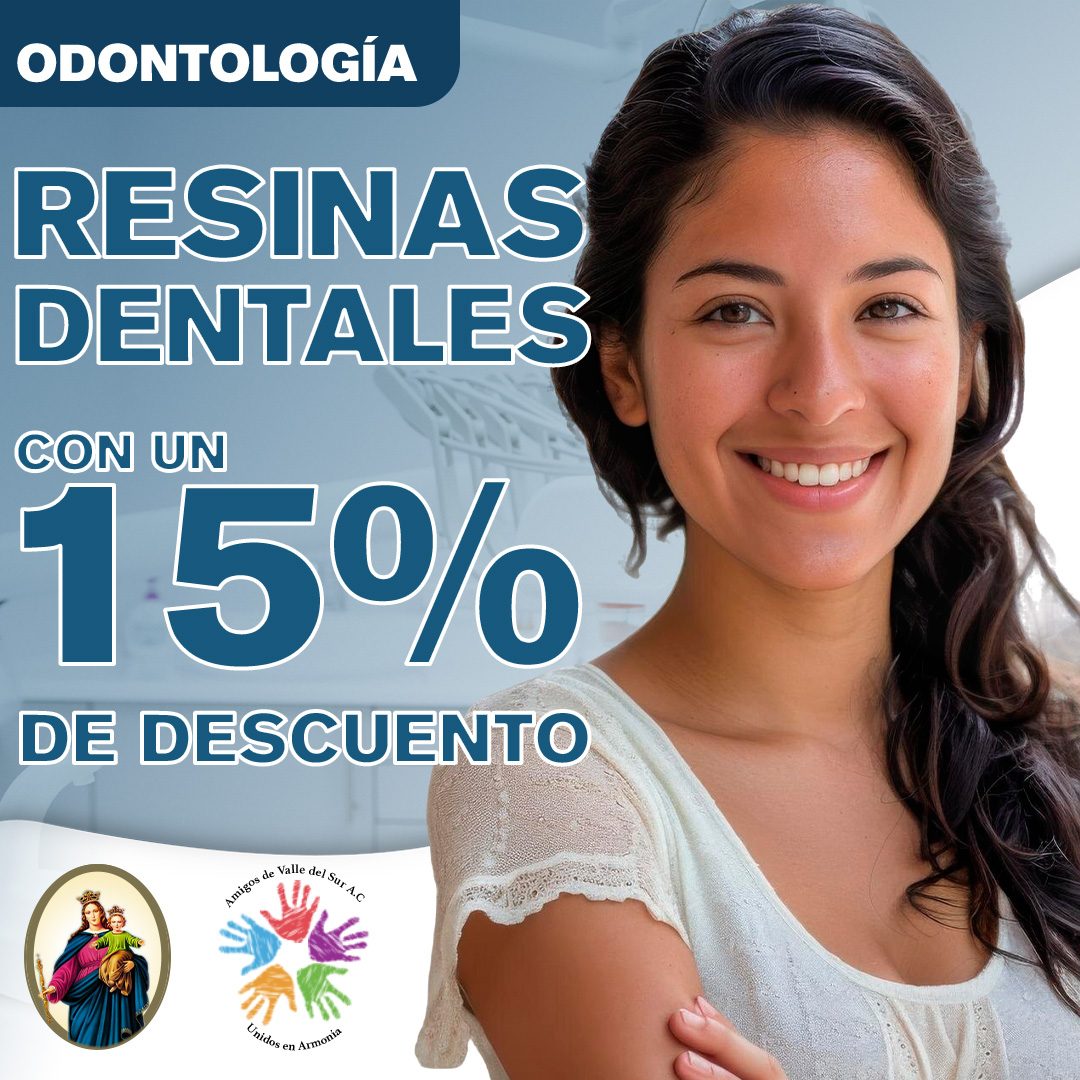 ODONTOLOGÍA
RESINAS
DENTALES
CON UN
15%
DE DESCUENTO
Amigos de Valle del Sur A.C
Unidos en Armonía